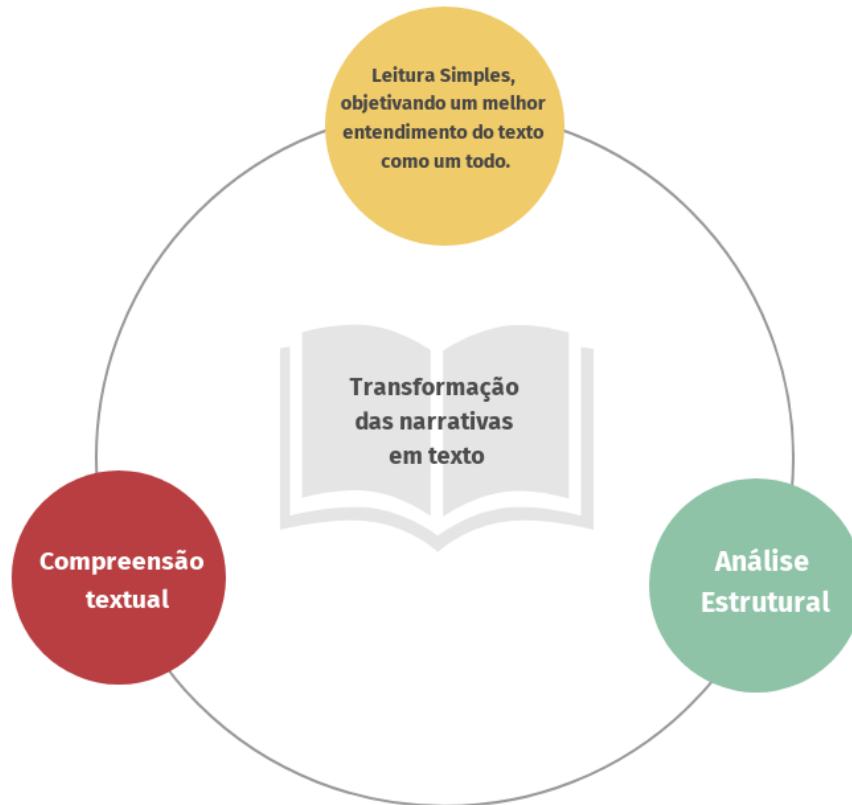 Leitura Simples,
objetivando um melhor
entendimento do texto
como um todo.
Transformação
das narrativas
em texto
Compreensão
textual
Análise
Estrutural